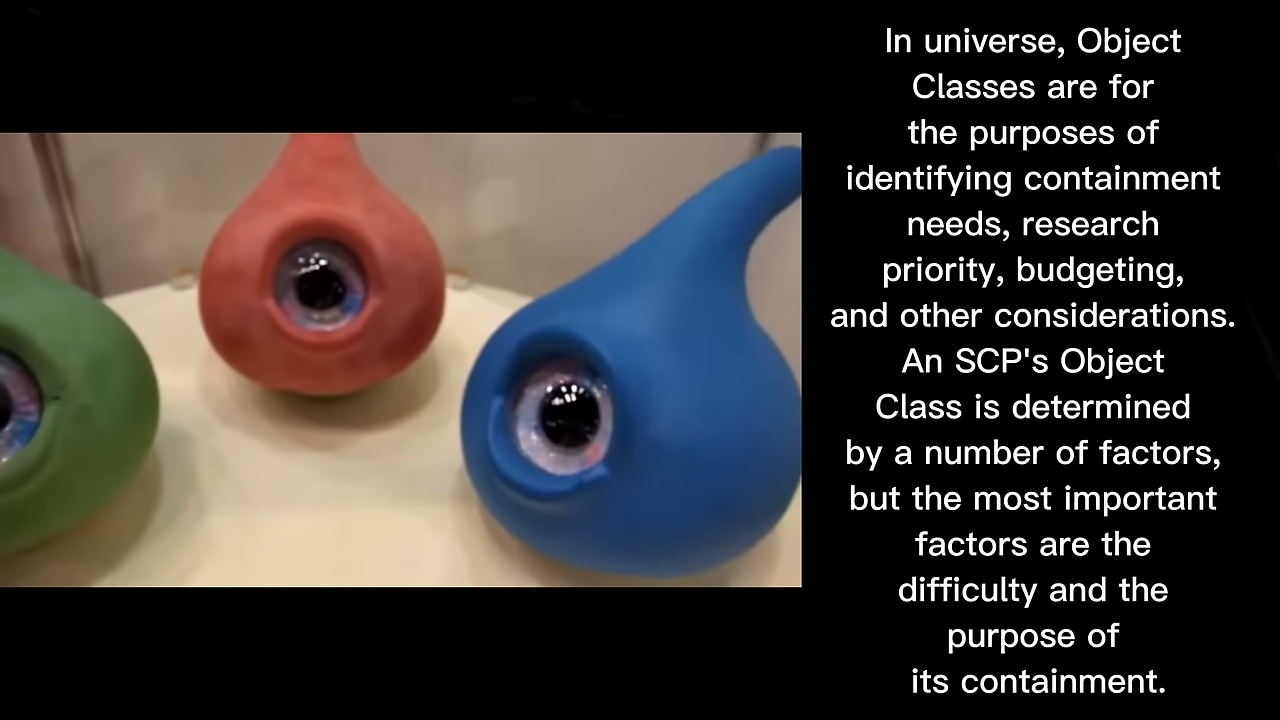 In universe, Object
Classes are for
the purposes of
identifying containment
needs, research
priority, budgeting,
and other considerations.
An SCP's Object
Class is determined
by a number of factors,
but the most important
factors are the
difficulty and the
purpose of
its containment.